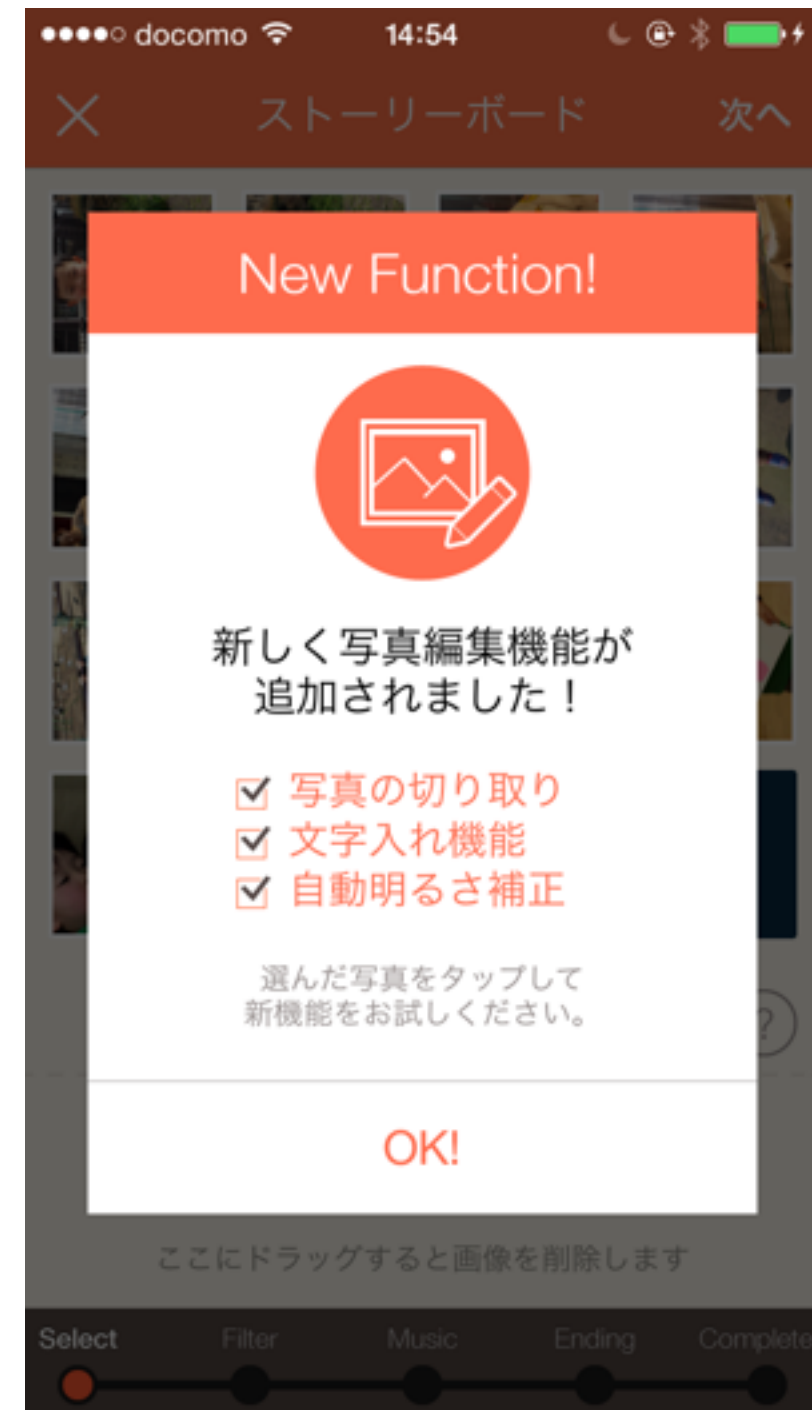 docomo 14:54
ストーリーボード 次へ
New Function!
新しく写真編集機能が
追加されました！
写真の切り取り
文字入れ機能
自動明るさ補正
選んだ写真をタップして
新機能をお試しください。
?
OK!
ここにドラッグすると画像を削除します
Select Filter Music Ending Complete